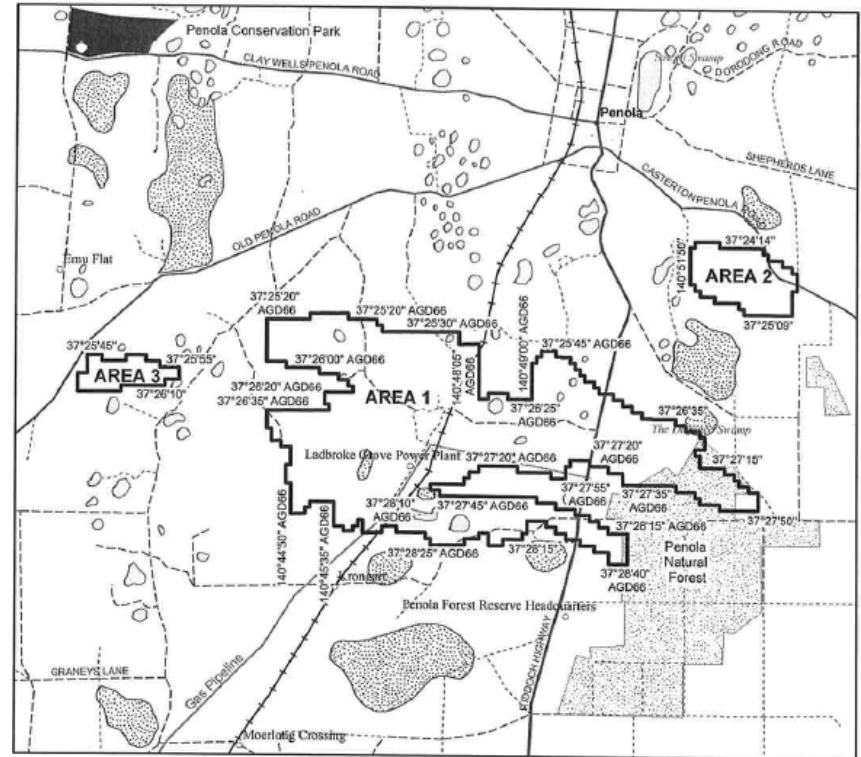 Penola Conservation Park
CLAY WELLS PENOLA ROAD
DORODONG ROAD
Penola
SHEPHERDS LANE
CASTERTON PENOLA ROAD
OLD PENOLA ROAD
Emu Flat
37°24'14"
140°51'50"
AREA 2
37°25'09"
37°25'20"
AGD66
37°25'20" AGD66
37°25'30" AGD66
37°25'45"
37°25'55"
AREA 3
37°26'10"
37°26'00" AGD66
140°48'05"
AGD66
140°49'00" AGD66
37°25'45" AGD66
37°26'20" AGD66
37°26'35" AGD66
AREA 1
37°26'25"
AGD66
37°26'35"
Swamp
37°27'15"
Ladbroke Grove Power Plant
37°27'20" AGD66
37°27'20"
AGD66
37°28'10"
AGD66
37°27'45" AGD66
37°27'55"
AGD66
37°27'35"
AGD66
37°27'50"
140°44'50" AGD66
140°45'35" AGD66
37°28'25" AGD66
37°28'15"
37°28'15" AGD66
Penola
Natural
Forest
37°28'40"
AGD66
Krongart
Penola Forest Reserve Headquarters
RIDDOCH HIGHWAY
GRANEYS LANE
Gas Pipeline
Moerlong Crossing